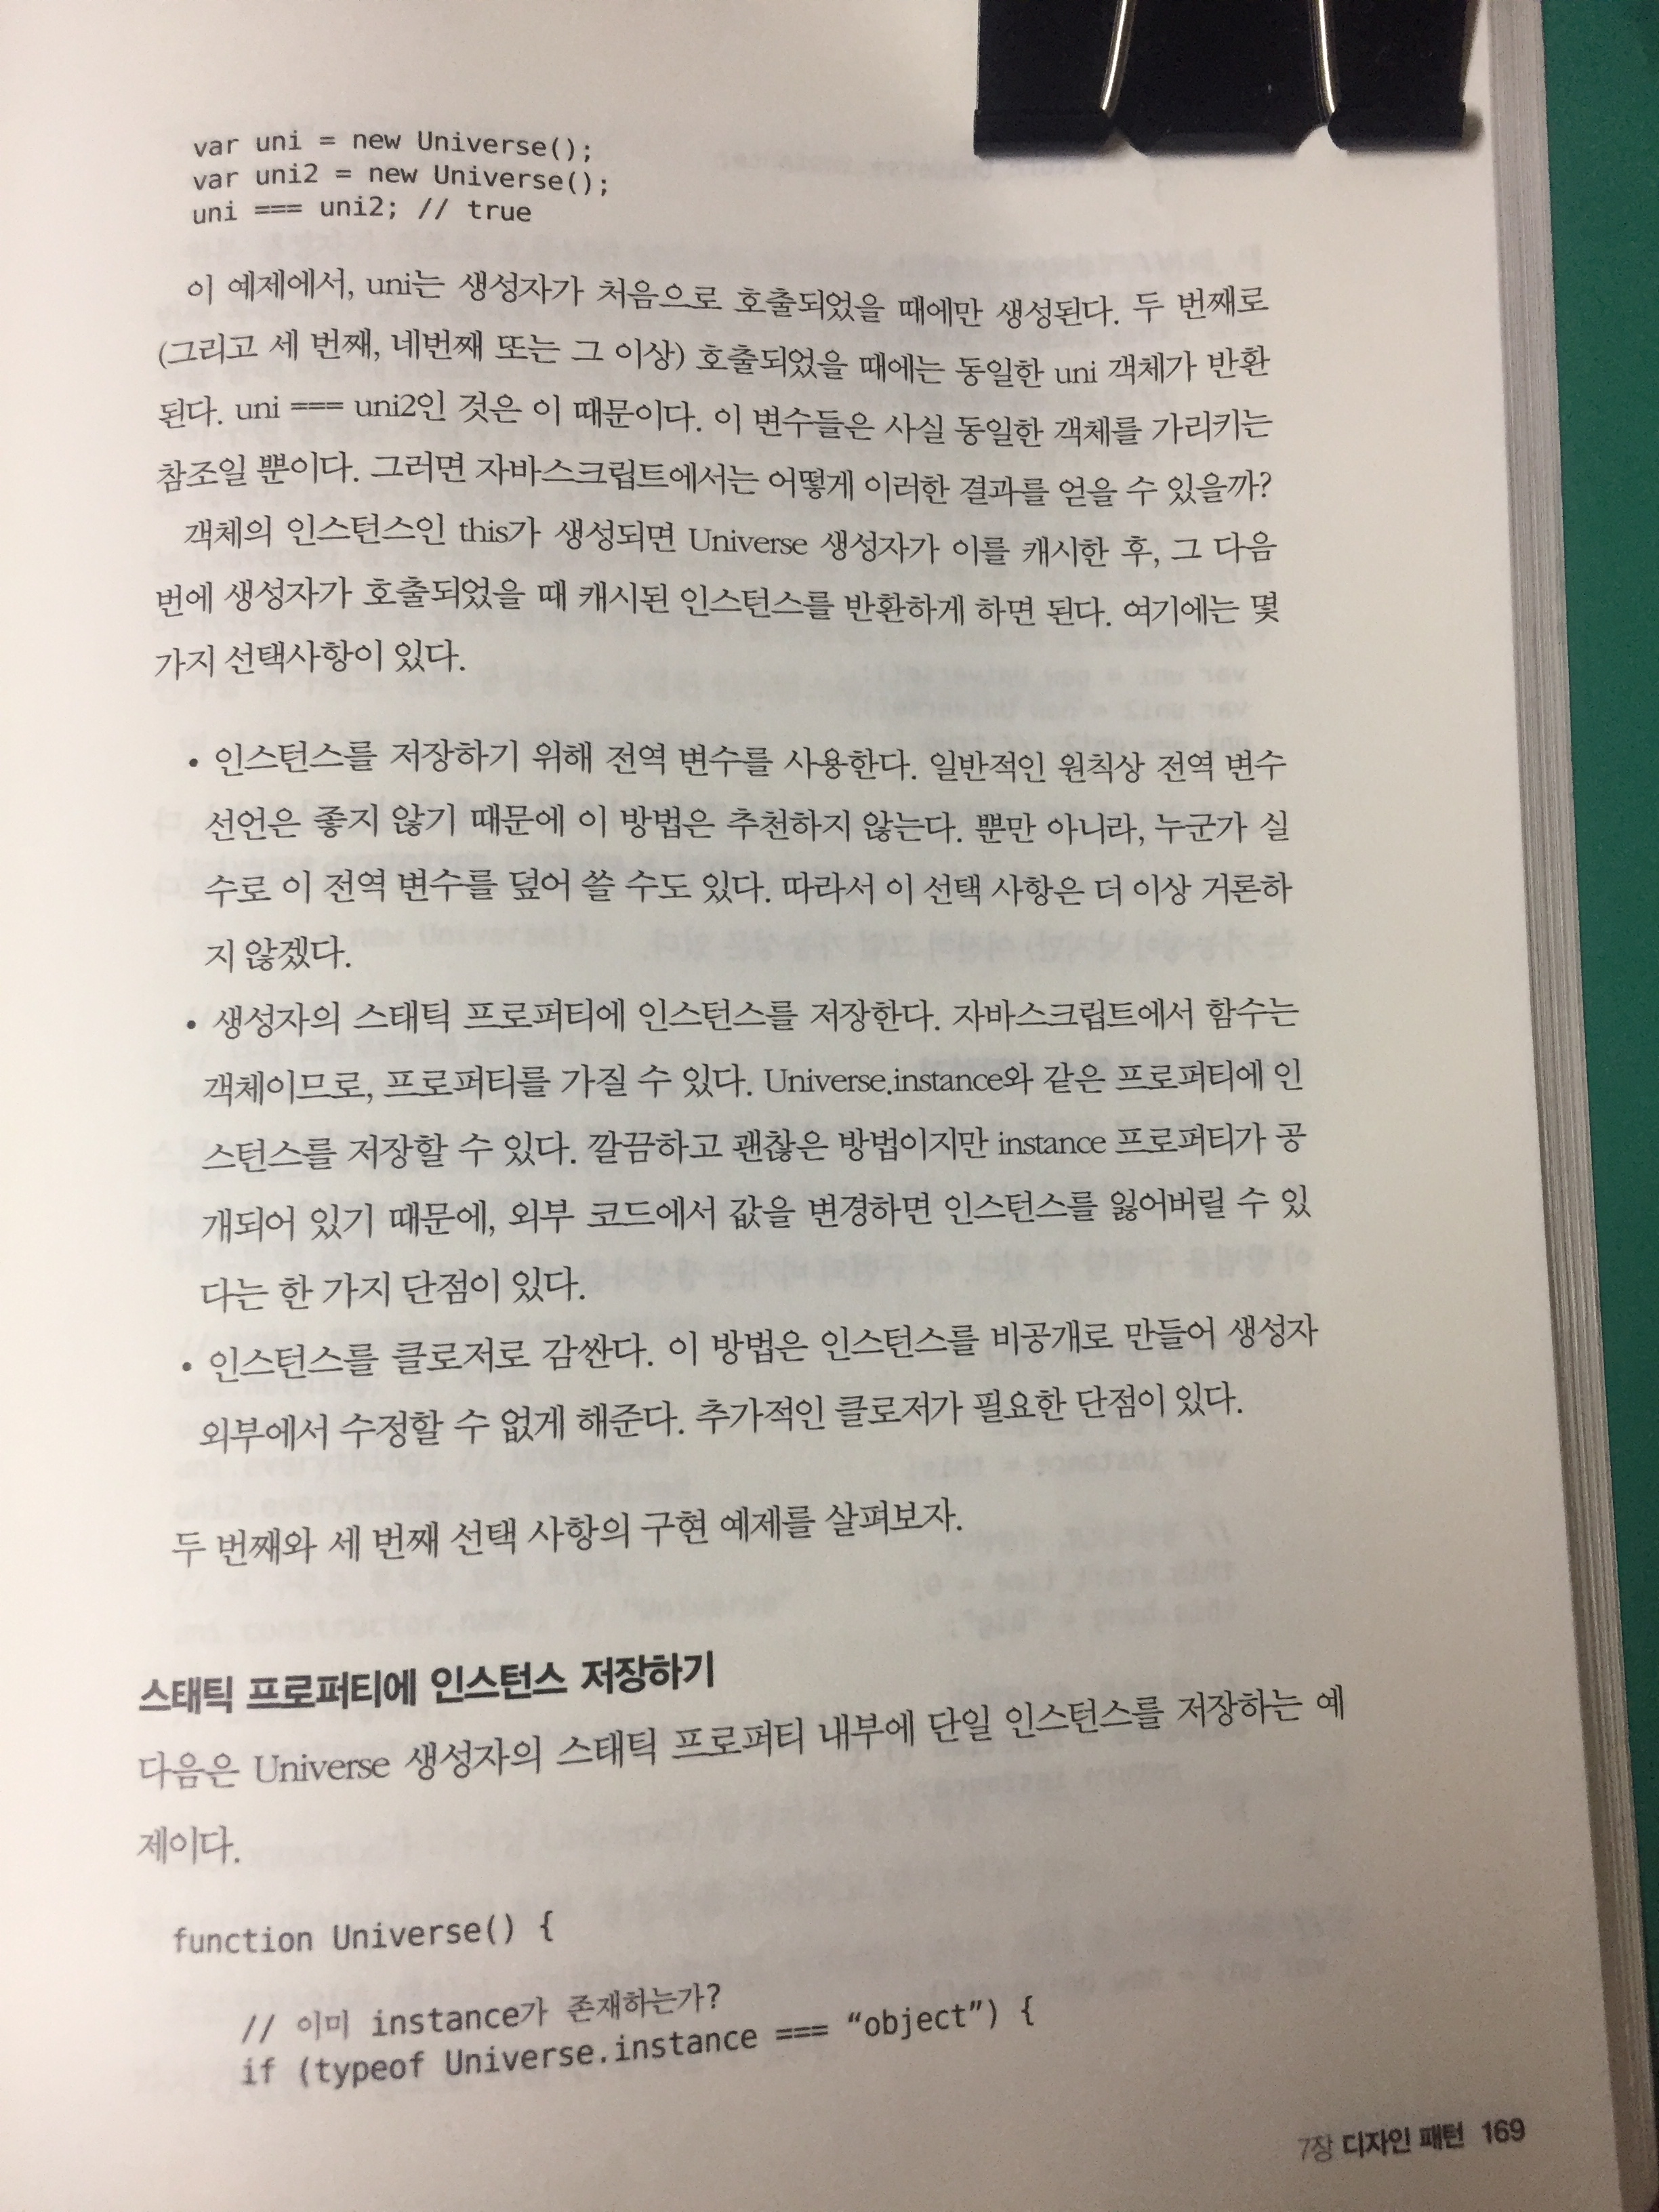 var uni = new Universe();
var uni2 = new Universe();
uni === uni2; // true
이 예제에서, uni는 생성자가 처음으로 호출되었을 때에만 생성된다. 두 번째로
(그리고 세 번째, 네번째 또는 그 이상) 호출되었을 때에는 동일한 uni 객체가 반환
된다. uni === uni2인 것은 이 때문이다. 이 변수들은 사실 동일한 객체를 가리키는
참조일 뿐이다. 그러면 자바스크립트에서는 어떻게 이러한 결과를 얻을 수 있을까?
객체의 인스턴스인 this가 생성되면 Universe 생성자가 이를 캐시한 후, 그 다음
번에 생성자가 호출되었을 때 캐시된 인스턴스를 반환하게 하면 된다. 여기에는 몇
가지 선택사항이 있다.
• 인스턴스를 저장하기 위해 전역 변수를 사용한다. 일반적인 원칙상 전역 변수
선언은 좋지 않기 때문에 이 방법은 추천하지 않는다. 뿐만 아니라, 누군가 실
수로 이 전역 변수를 덮어 쓸 수도 있다. 따라서 이 선택 사항은 더 이상 거론하
지 않겠다.
• 생성자의 스태틱 프로퍼티에 인스턴스를 저장한다. 자바스크립트에서 함수는
객체이므로, 프로퍼티를 가질 수 있다. Universe.instance와 같은 프로퍼티에 인
스턴스를 저장할 수 있다. 깔끔하고 괜찮은 방법이지만 instance 프로퍼티가 공
개되어 있기 때문에, 외부 코드에서 값을 변경하면 인스턴스를 잃어버릴 수 있
다는 한 가지 단점이 있다.
• 인스턴스를 클로저로 감싼다. 이 방법은 인스턴스를 비공개로 만들어 생성자
외부에서 수정할 수 없게 해준다. 추가적인 클로저가 필요한 단점이 있다.
두 번째와 세 번째 선택 사항의 구현 예제를 살펴보자.
스태틱 프로퍼티에 인스턴스 저장하기
다음은 Universe 생성자의 스태틱 프로퍼티 내부에 단일 인스턴스를 저장하는 예
제이다.
function Universe() {
// 이미 instance가 존재하는가?
if (typeof Universe.instance === “object”) {
7장 디자인 패턴 169